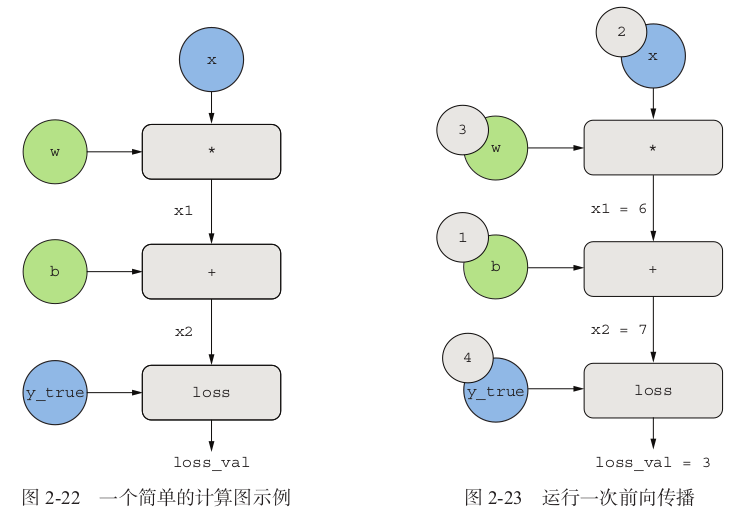 x
w
*
x1
b
+
x2
y_true
loss
loss_val
图 2-22 一个简单的计算图示例
2
x
3
w
*
x1 = 6
1
b
+
x2 = 7
4
y_true
loss
loss_val = 3
图 2-23 运行一次前向传播